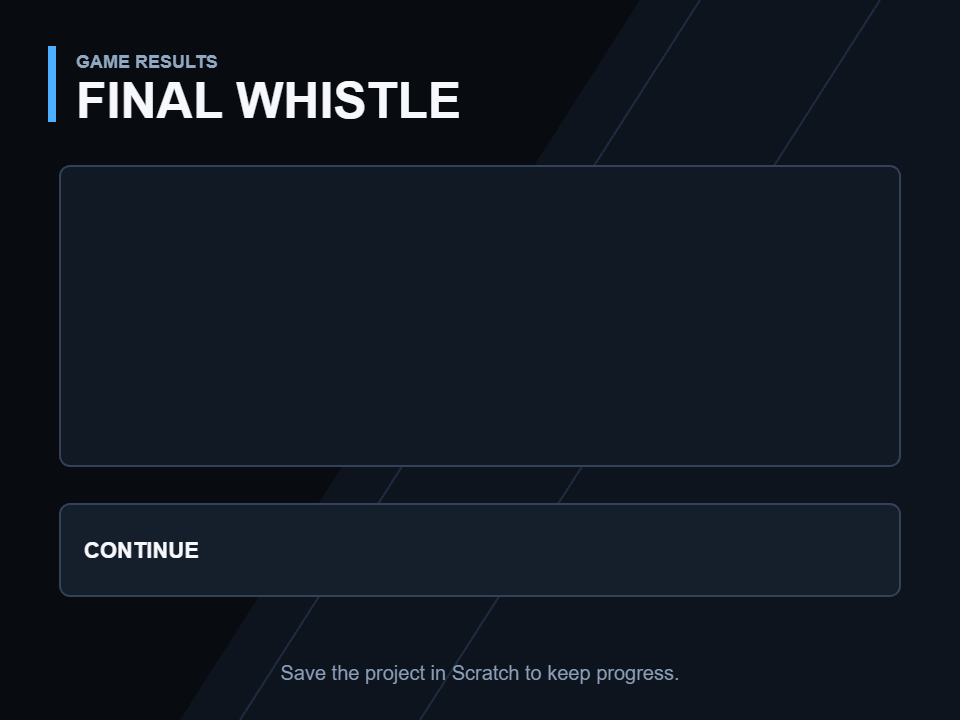 GAME RESULTS
FINAL WHISTLE
CONTINUE
Save the project in Scratch to keep progress.